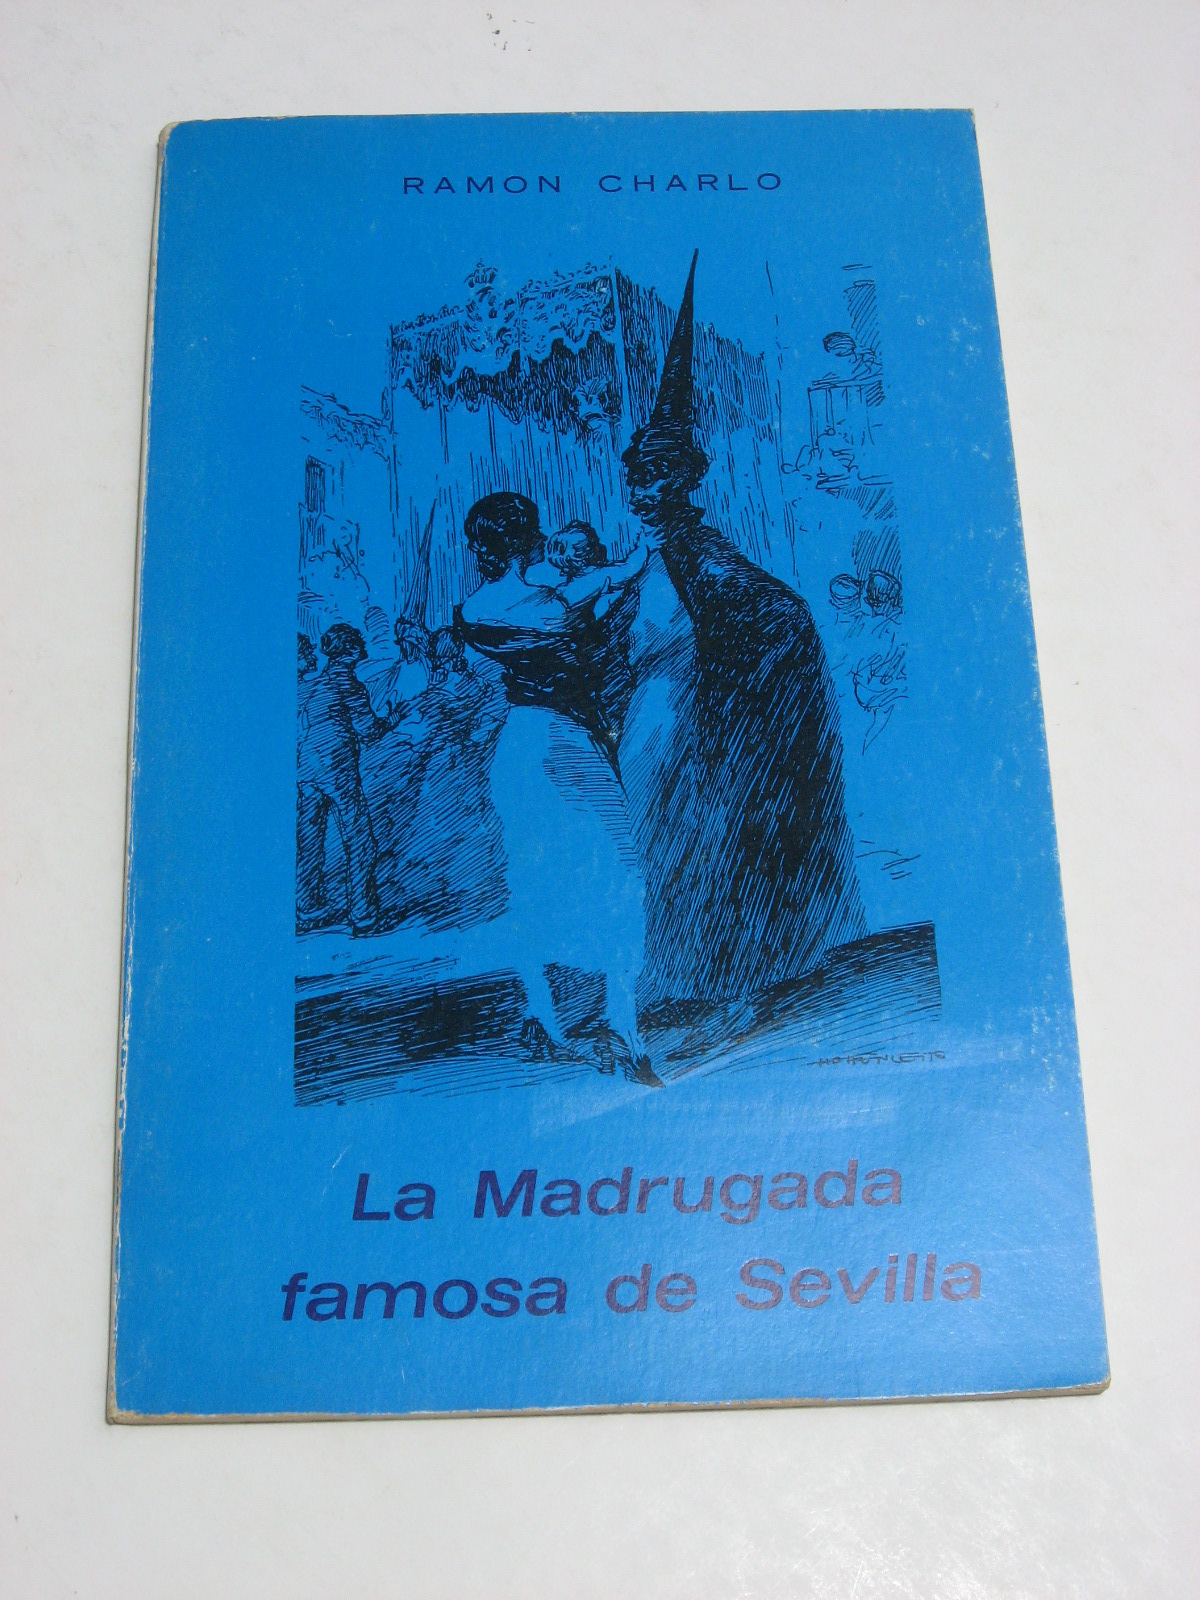 RAMON CHARLO
La Madrugada
famosa de Sevilla